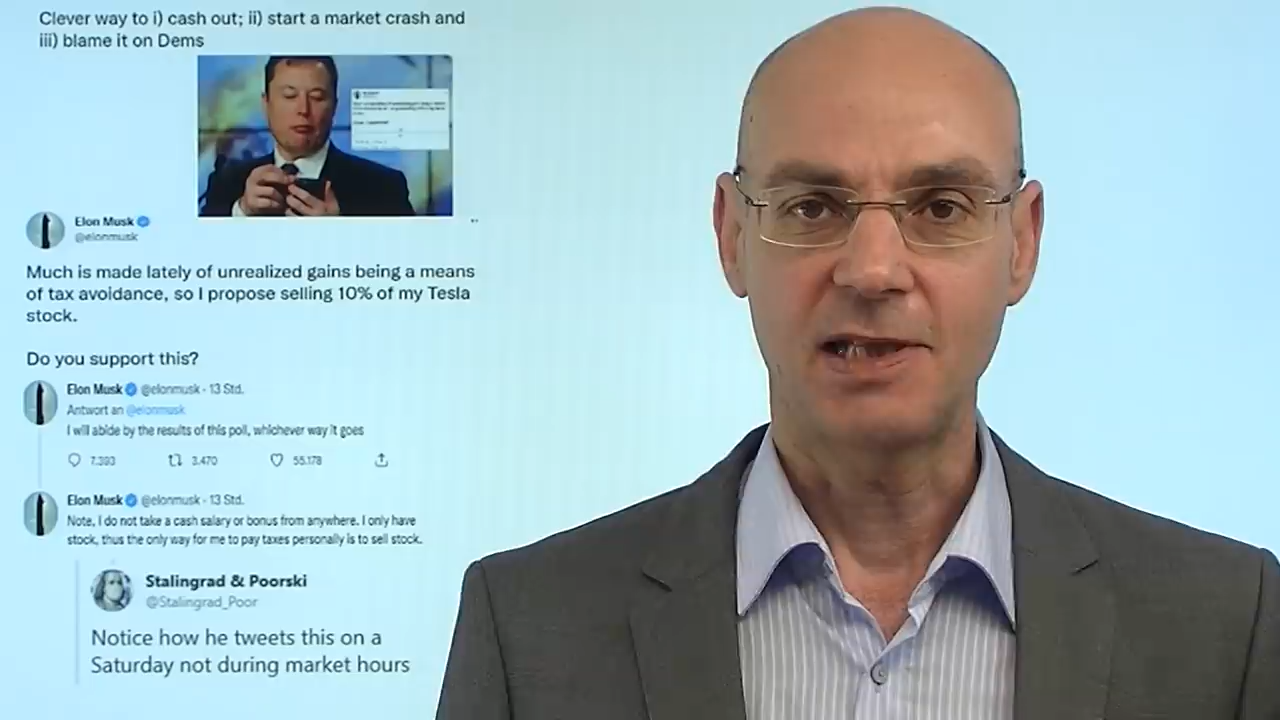 Clever way to i) cash out; ii) start a market crash and
iii) blame it on Dems
Elon Musk
@elonmusk
Much is made lately of unrealized gains being a means
of tax avoidance, so I propose selling 10% of my Tesla
stock.
Do you support this?
Elon Musk @elonmusk · 13 Std.
Antwort an @elonmusk
I will abide by the results of this poll, whichever way it goes
7.393 3.470 55.178
Elon Musk @elonmusk · 13 Std.
Note, I do not take a cash salary or bonus from anywhere. I only have
stock, thus the only way for me to pay taxes personally is to sell stock.
Stalingrad & Poorski
@Stalingrad_Poor
Notice how he tweets this on a
Saturday not during market hours